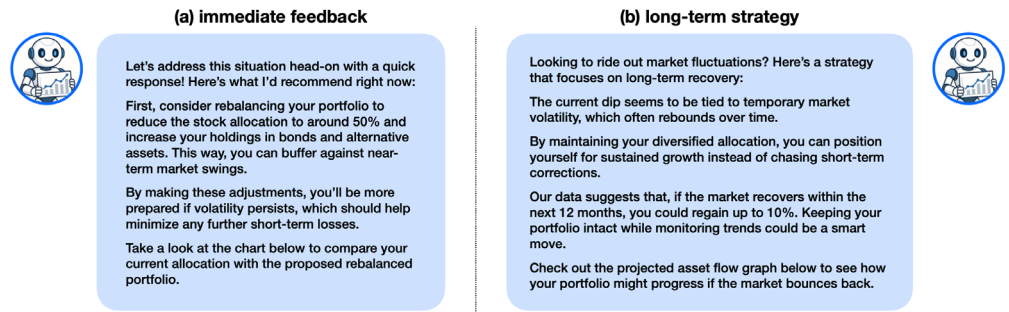 (a) immediate feedback
Let's address this situation head-on with a quick
response! Here's what I'd recommend right now:
First, consider rebalancing your portfolio to
reduce the stock allocation to around 50% and
increase your holdings in bonds and alternative
assets. This way, you can buffer against near-
term market swings.
By making these adjustments, you'll be more
prepared if volatility persists, which should help
minimize any further short-term losses.
Take a look at the chart below to compare your
current allocation with the proposed rebalanced
portfolio.
(b) long-term strategy
Looking to ride out market fluctuations? Here's a strategy
that focuses on long-term recovery:
The current dip seems to be tied to temporary market
volatility, which often rebounds over time.
By maintaining your diversified allocation, you can position
yourself for sustained growth instead of chasing short-term
corrections.
Our data suggests that, if the market recovers within the
next 12 months, you could regain up to 10%. Keeping your
portfolio intact while monitoring trends could be a smart
move.
Check out the projected asset flow graph below to see how
your portfolio might progress if the market bounces back.